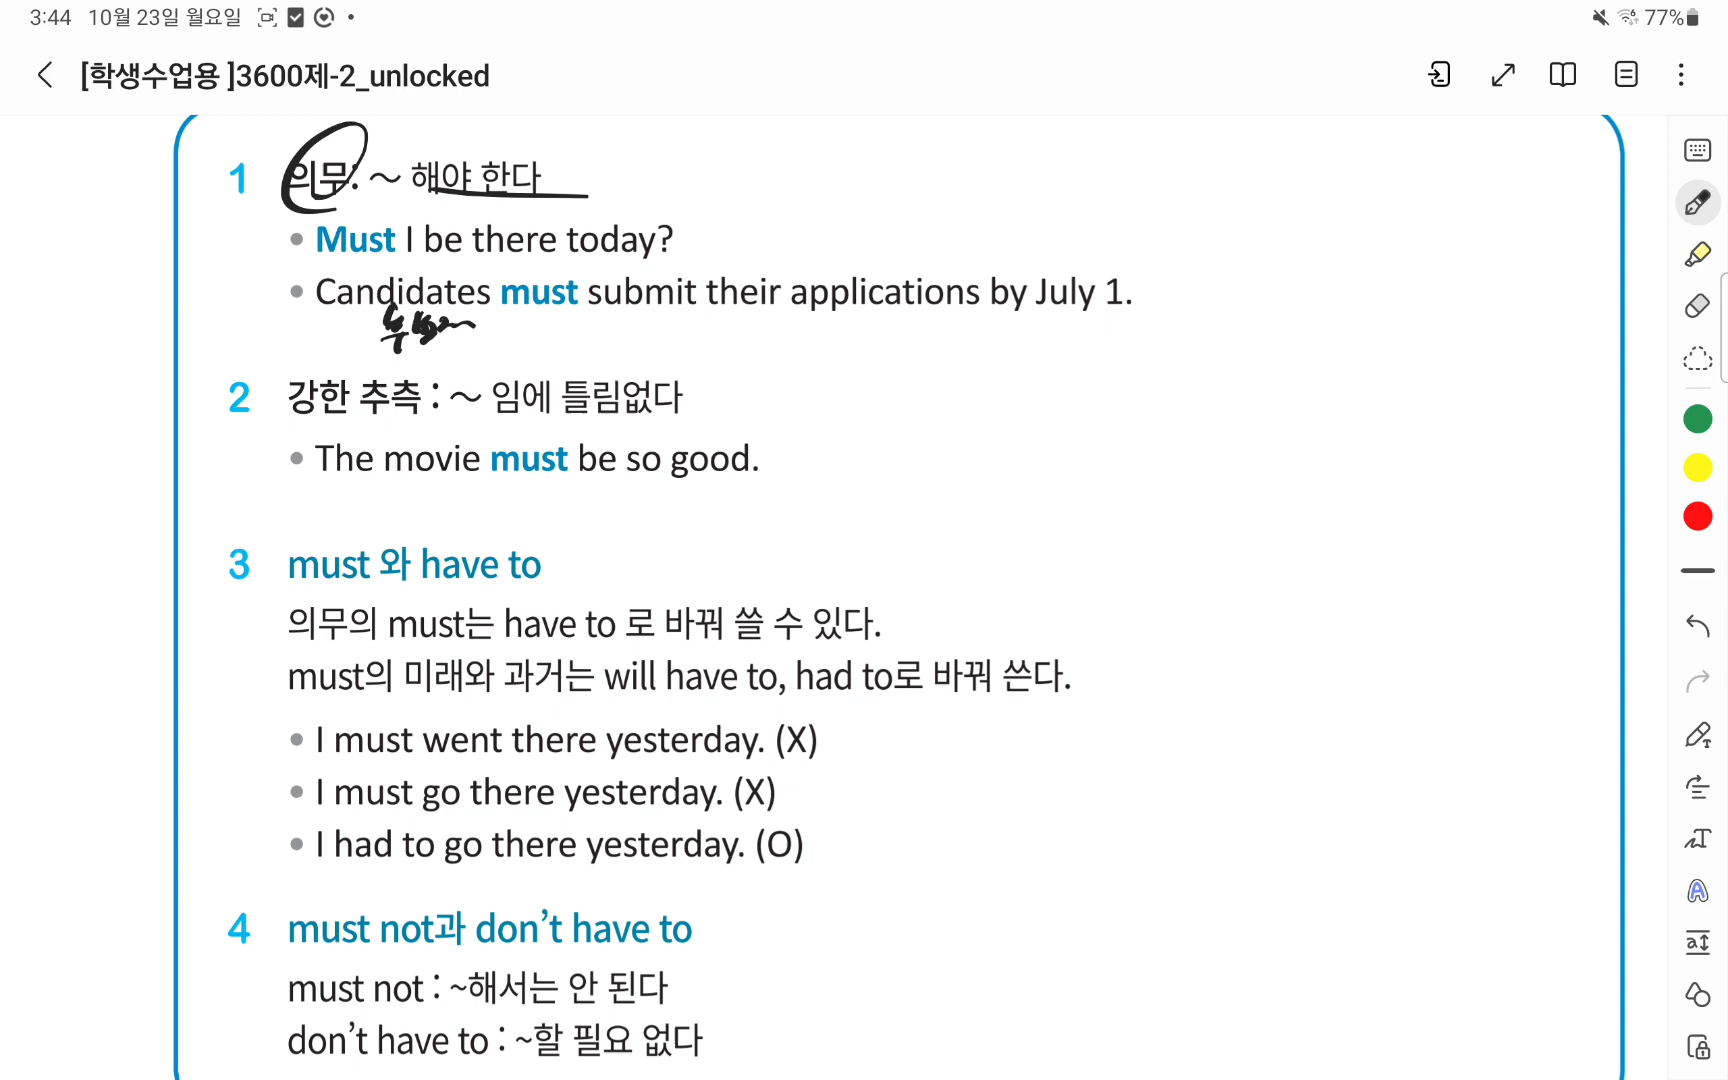 3:44 10월 23일 월요일 77%
[학생수업용 ]3600제-2_unlocked
1 의무: ~ 해야 한다
• Must I be there today?
• Candidates must submit their applications by July 1.
2 강한 추측 : ~ 임에 틀림없다
• The movie must be so good.
3 must 와 have to
의무의 must는 have to 로 바꿔 쓸 수 있다.
must의 미래와 과거는 will have to, had to로 바꿔 쓴다.
• I must went there yesterday. (X)
• I must go there yesterday. (X)
• I had to go there yesterday. (O)
4 must not과 don’t have to
must not : ~해서는 안 된다
don’t have to : ~할 필요 없다